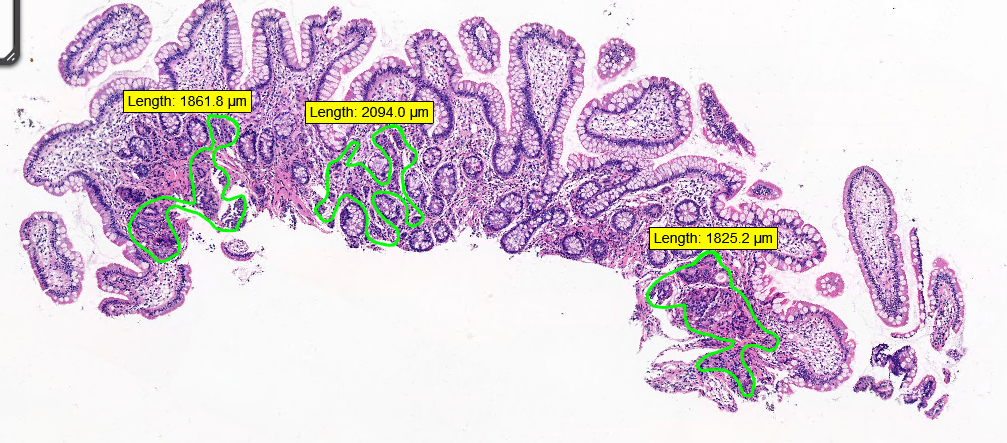 Length: 1861.8 µm
Length: 2094.0 µm
Length: 1825.2 µm